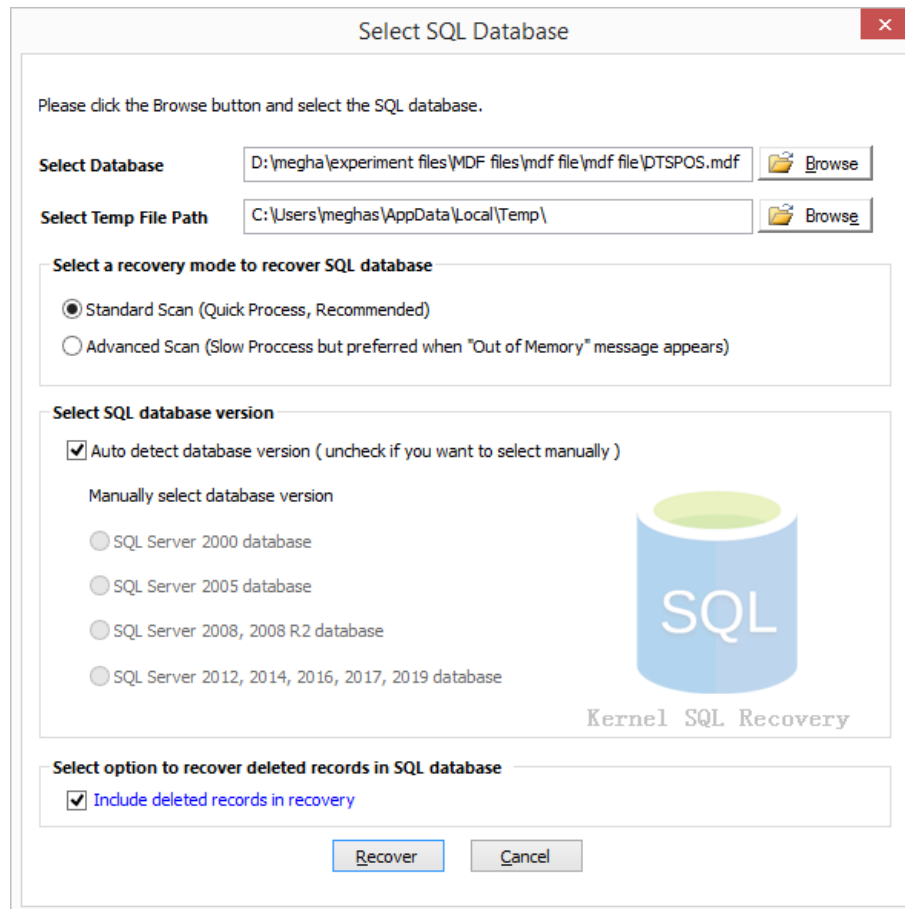 Select SQL Database
Please click the Browse button and select the SQL database.
Select Database D:\megha\experiment files\MDF files\mdf file\mdf file\DTSPOS.mdf Browse
Select Temp File Path C:\Users\meghas\AppData\Local\Temp\ Browse
Select a recovery mode to recover SQL database
Standard Scan (Quick Process, Recommended)
Advanced Scan (Slow Proccess but preferred when "Out of Memory" message appears)
Select SQL database version
Auto detect database version ( uncheck if you want to select manually )
Manually select database version
SQL Server 2000 database
SQL Server 2005 database
SQL Server 2008, 2008 R2 database
SQL Server 2012, 2014, 2016, 2017, 2019 database
SQL
Kernel SQL Recovery
Select option to recover deleted records in SQL database
Include deleted records in recovery
Recover Cancel